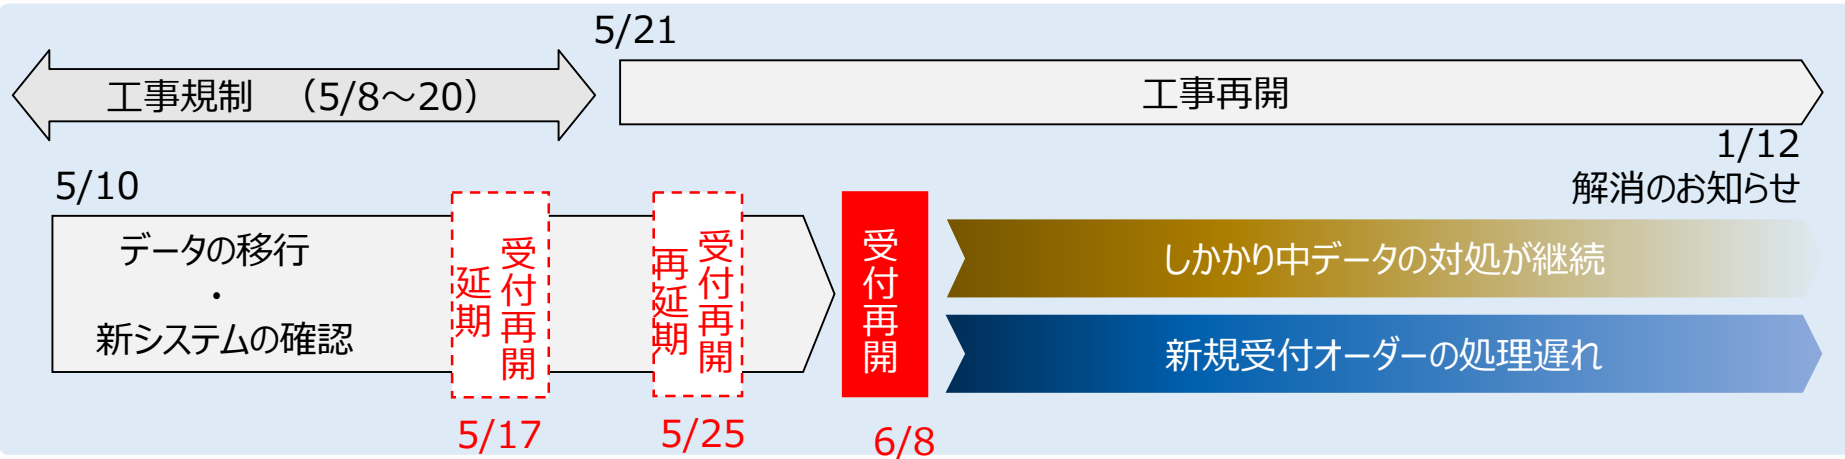 5/21
工事規制　（5/8～20）
工事再開
1/12
解消のお知らせ
5/10
データの移行
・
新システムの確認
受付再開
延期
5/17
受付再開
再延期
5/25
受付再開
6/8
しかかり中データの対処が継続
新規受付オーダーの処理遅れ